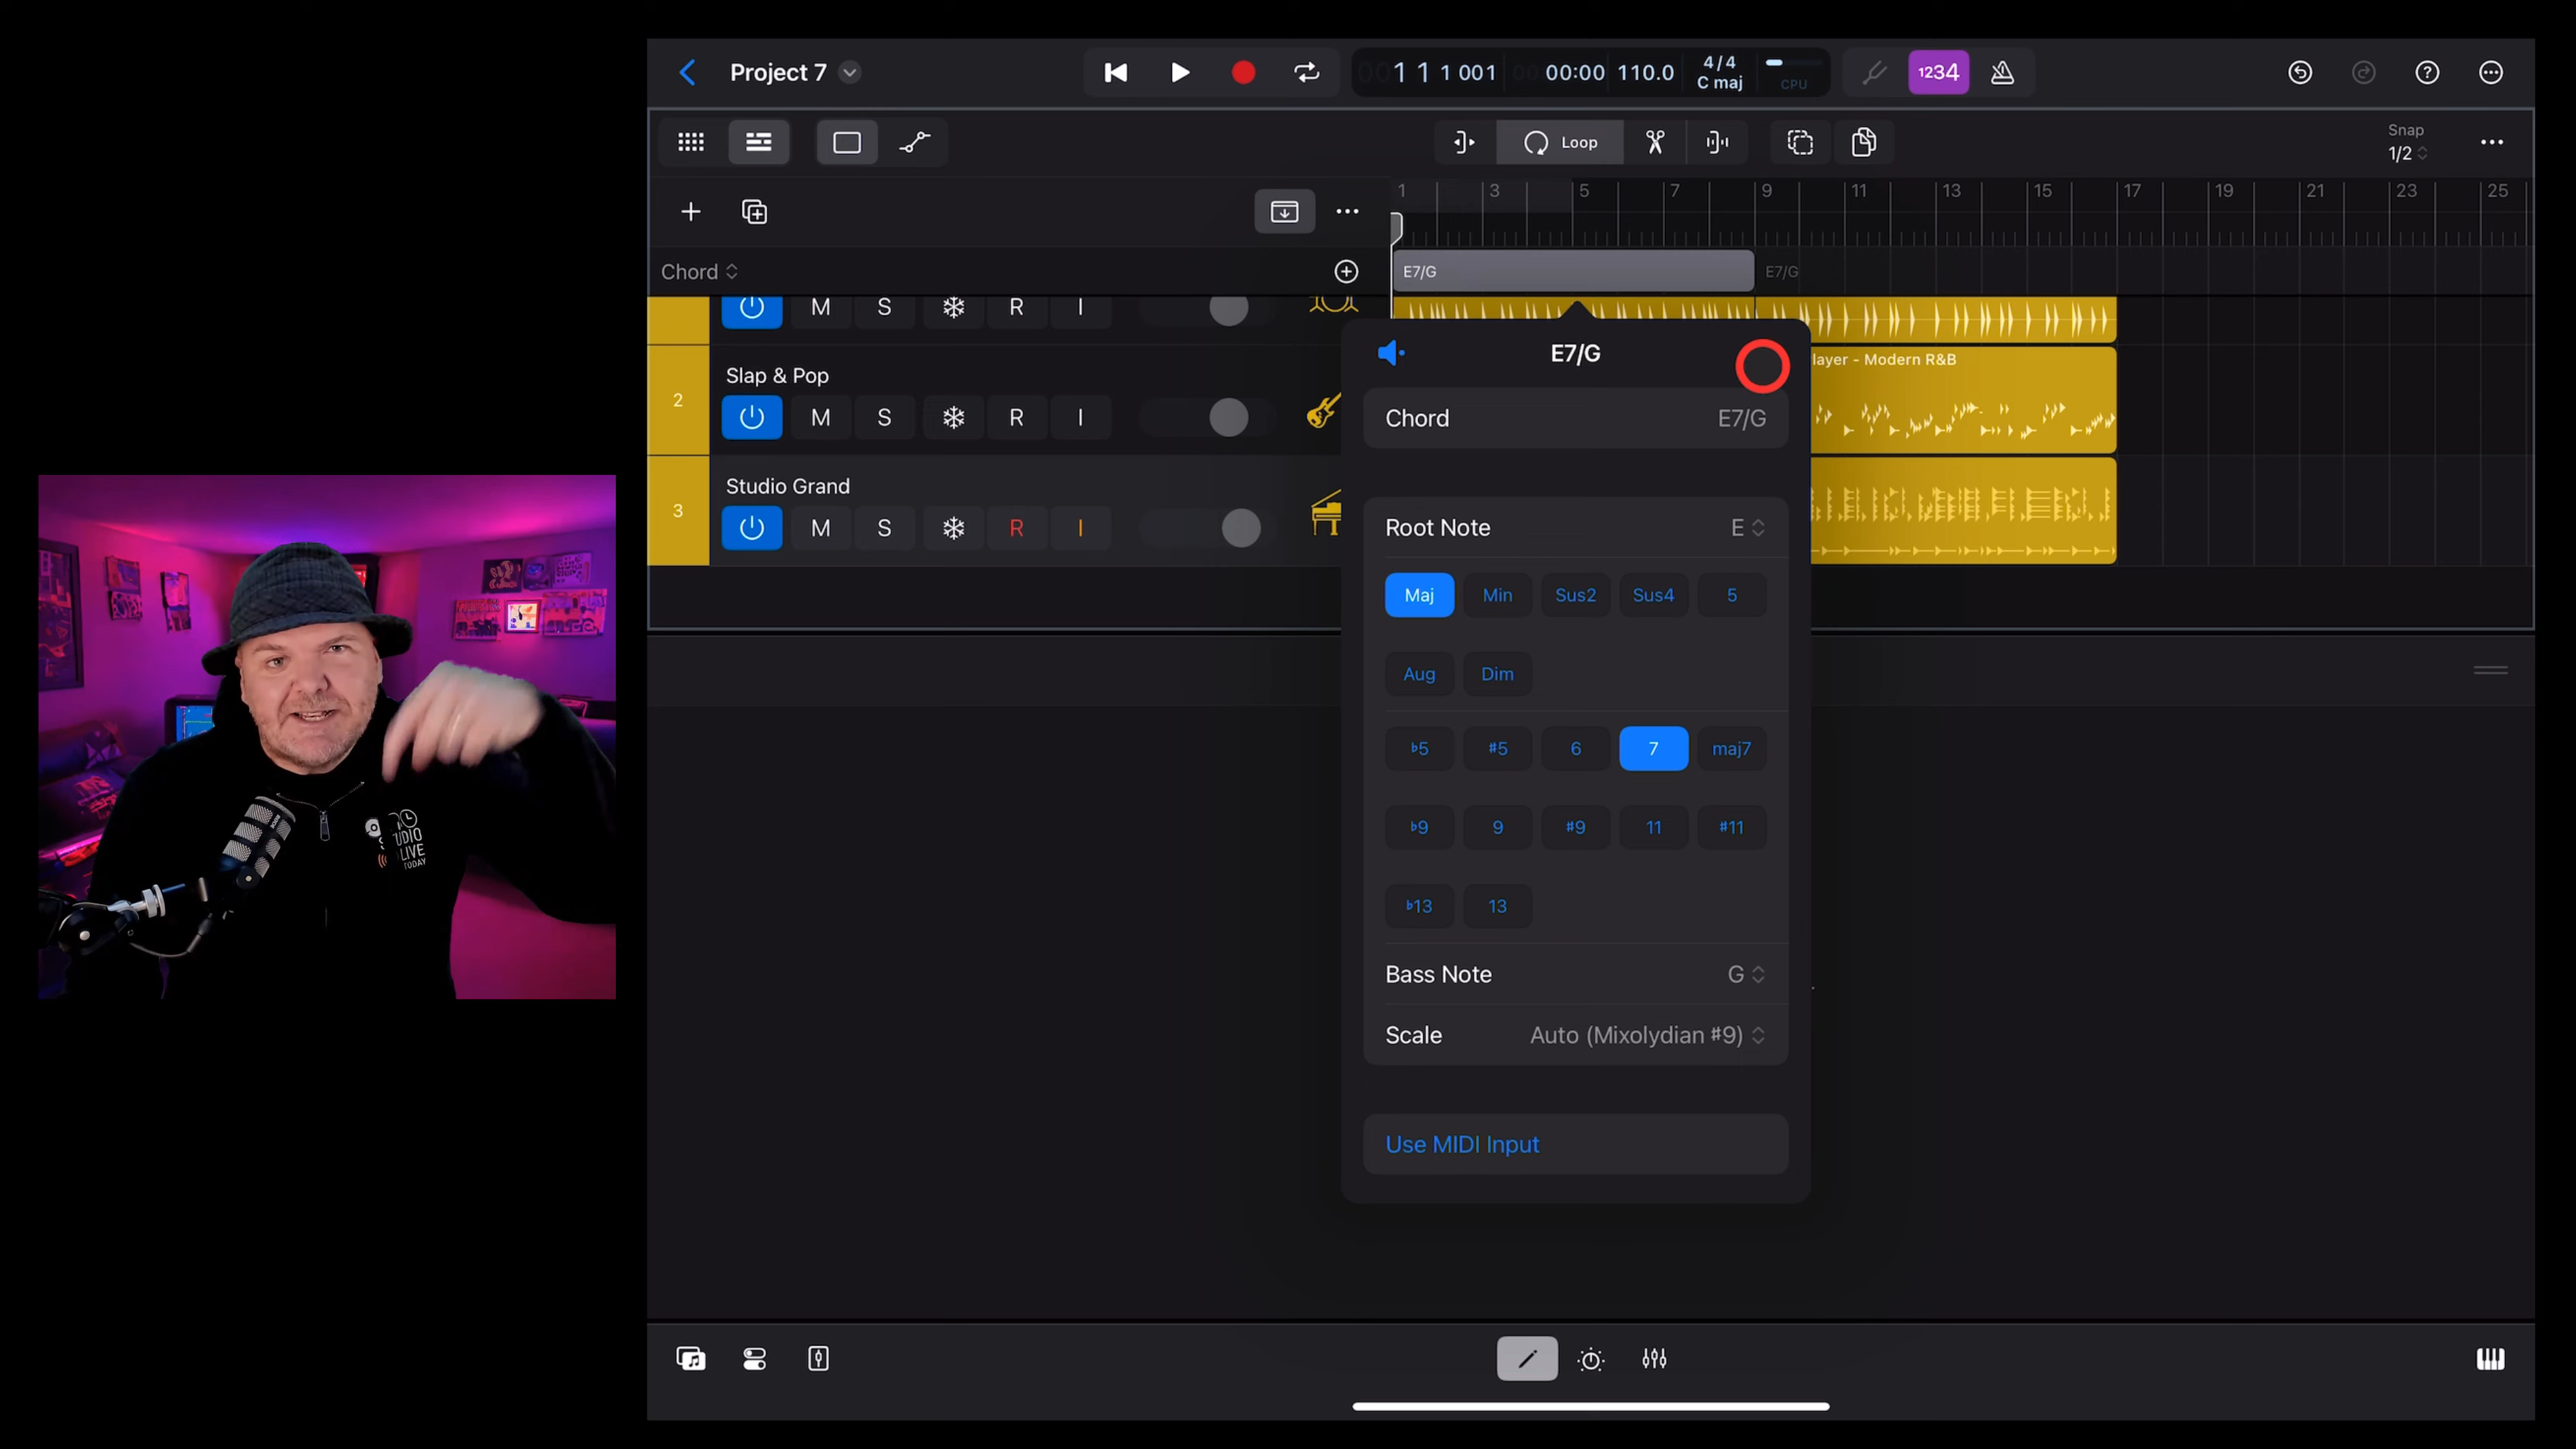 Project 7
1 1 1 001
00:00
110.0
4/4
C maj
CPU
1234
Loop
Snap
1/2
1 3 5 7 9 11 13 15 17 19 21 23 25
Chord
E7/G
E7/G
M S R I
2
Slap & Pop
M S R I
layer - Modern R&B
3
Studio Grand
M S R I
E7/G
Chord
E7/G
Root Note
E
Maj Min Sus2 Sus4 5
Aug Dim
♭5 ♯5 6 7 maj7
♭9 9 ♯9 11 ♯11
♭13 13
Bass Note
G
Scale
Auto (Mixolydian ♯9)
Use MIDI Input
LIVE
TODAY